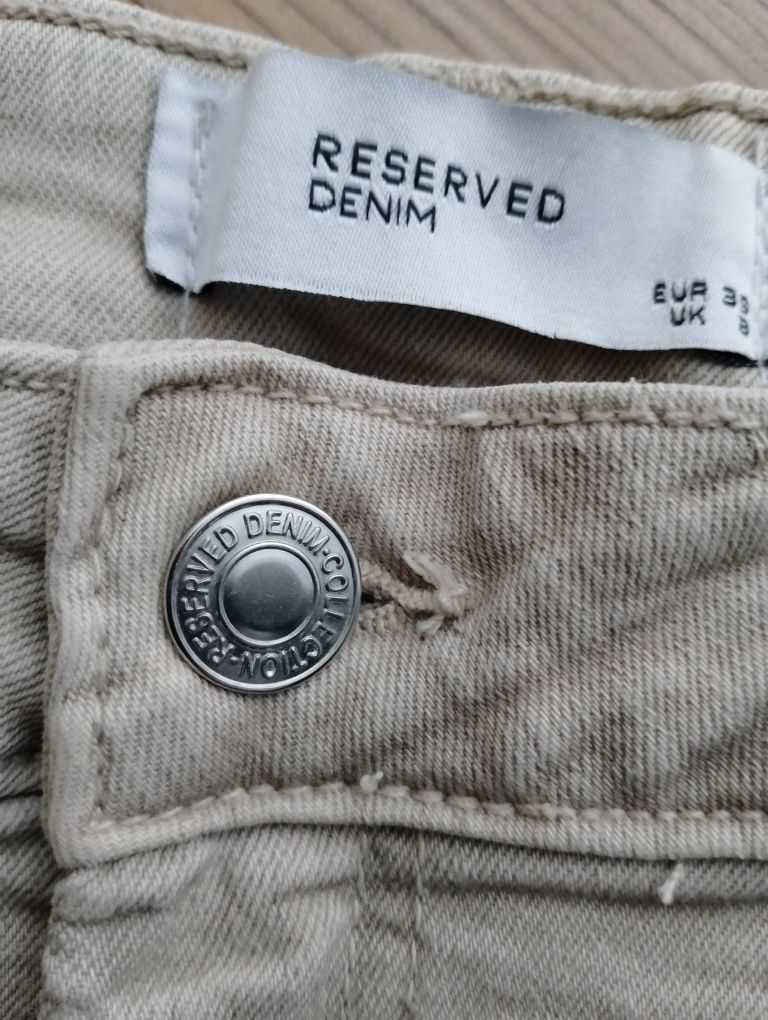 RESERVED
DENIM
EUR
UK
RESERVED DENIM·COLLECTION·